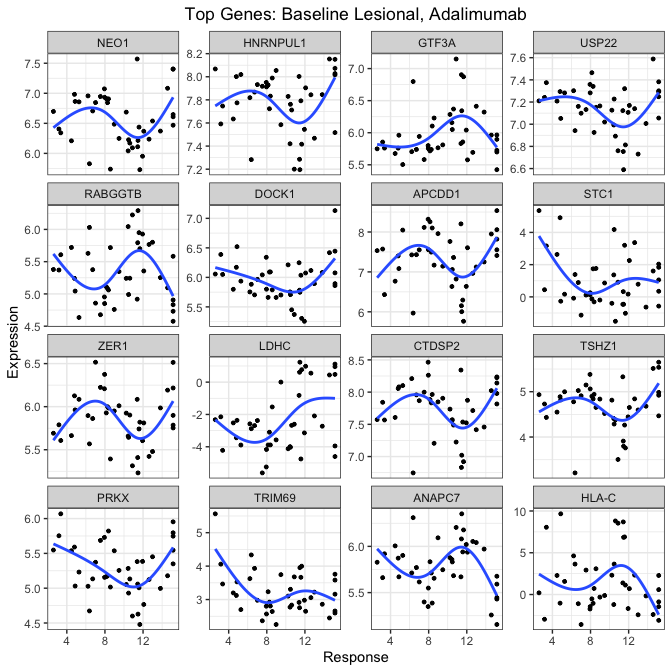 Top Genes: Baseline Lesional, Adalimumab
NEO1 HNRNPUL1 GTF3A USP22
7.5 7.0 6.5 6.0
8.2 8.0 7.8 7.6 7.4 7.2
7.0 6.5 6.0 5.5
7.6 7.4 7.2 7.0 6.8 6.6
RABGGTB DOCK1 APCDD1 STC1
6.0 5.5 5.0 4.5
7.0 6.5 6.0 5.5
8 7 6
4 2 0
Expression
ZER1 LDHC CTDSP2 TSHZ1
6.5 6.0 5.5
0 -2 -4
8.5 8.0 7.5 7.0
5 4
PRKX TRIM69 ANAPC7 HLA-C
6.0 5.5 5.0 4.5
5 4 3
6.0 5.5
10 5 0
4 8 12 4 8 12 4 8 12 4 8 12
Response